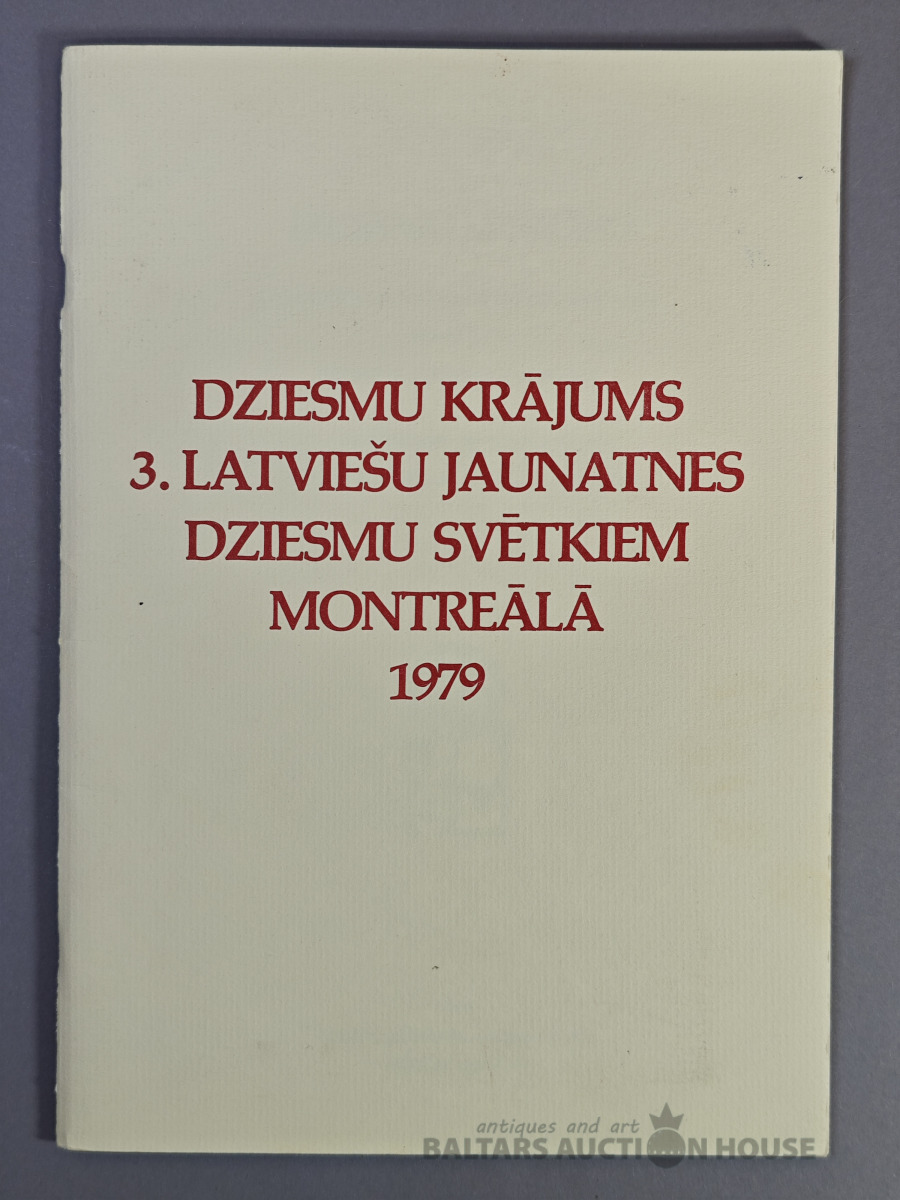 DZIESMU KRĀJUMS
3. LATVIEŠU JAUNATNES
DZIESMU SVĒTKIEM
MONTREĀLĀ
1979
antiques and art
BALTARS AUCTION HOUSE